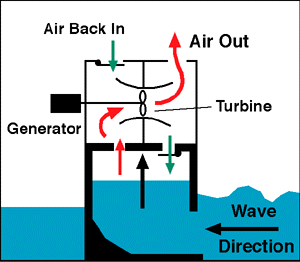 Air Back In
Air Out
Turbine
Generator
Wave
Direction